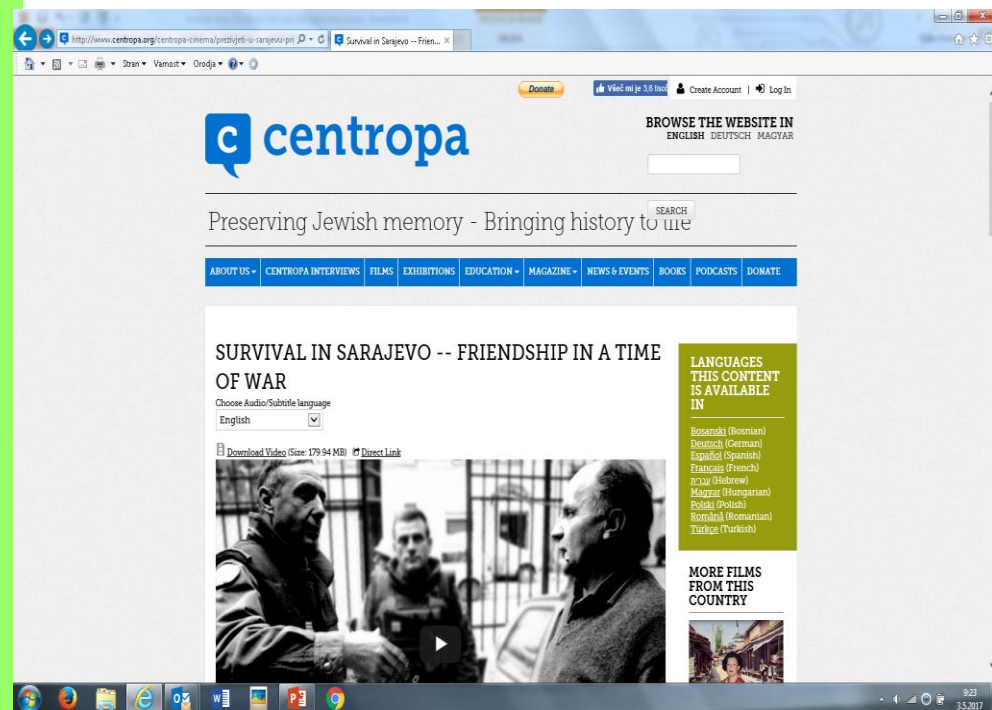 http://www.centropa.org/centropa-cinema/prezivjeti-u-sarajevu-pri
Survival in Sarajevo -- Frien...
Stran Varnost Orodja
Donate
Všeč mi je 3,6 tisoč
Create Account | Log In
c centropa
BROWSE THE WEBSITE IN
ENGLISH DEUTSCH MAGYAR
SEARCH
Preserving Jewish memory - Bringing history to life
ABOUT US CENTROPA INTERVIEWS FILMS EXHIBITIONS EDUCATION MAGAZINE NEWS & EVENTS BOOKS PODCASTS DONATE
SURVIVAL IN SARAJEVO -- FRIENDSHIP IN A TIME
OF WAR
Choose Audio/Subtitle language
English
Download Video (Size: 179.94 MB) Direct Link
LANGUAGES
THIS CONTENT
IS AVAILABLE
IN
Bosanski (Bosnian)
Deutsch (German)
Español (Spanish)
Français (French)
עברית (Hebrew)
Magyar (Hungarian)
Polski (Polish)
Română (Romanian)
Türkçe (Turkish)
MORE FILMS
FROM THIS
COUNTRY
9:23
3.5.2017